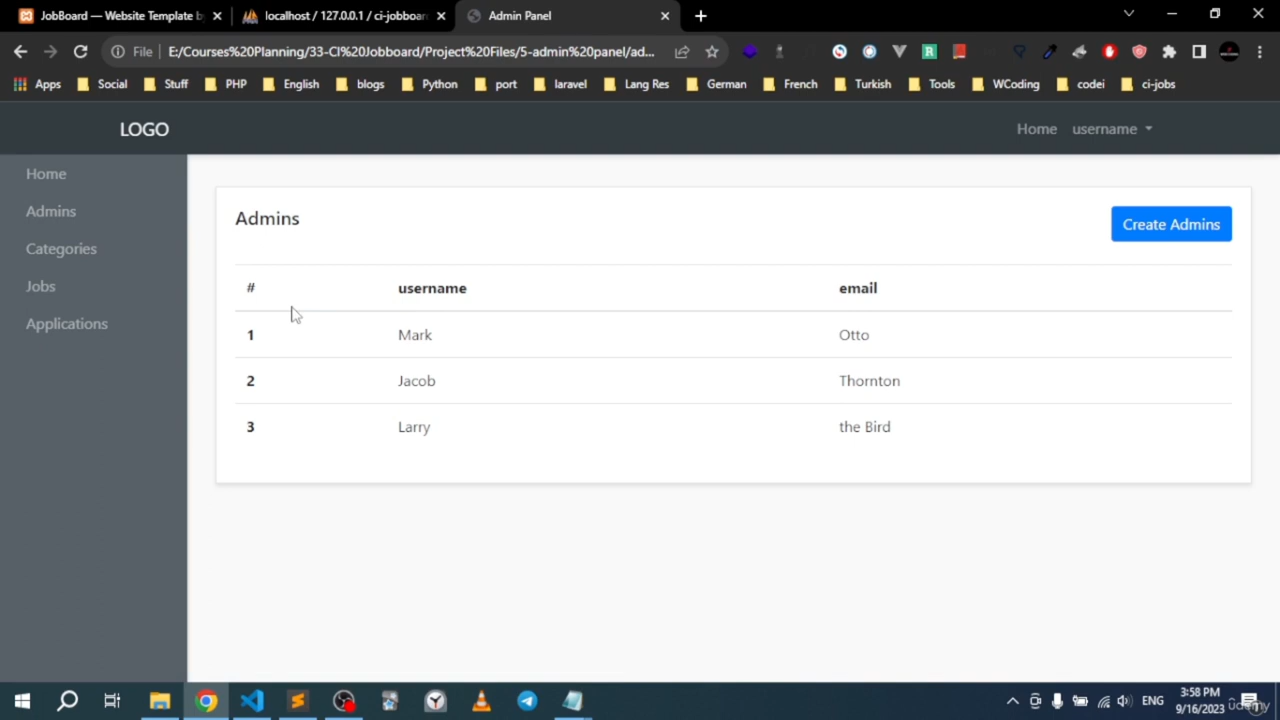 JobBoard — Website Template by
localhost / 127.0.0.1 / ci-jobboar
Admin Panel
File
E:/Courses%20Planning/33-CI%20Jobboard/Project%20Files/5-admin%20panel/ad...
Apps
Social
Stuff
PHP
English
blogs
Python
port
laravel
Lang Res
German
French
Turkish
Tools
WCoding
codei
ci-jobs
LOGO
Home
username
Home
Admins
Categories
Jobs
Applications
Admins
Create Admins
# username email
1 Mark Otto
2 Jacob Thornton
3 Larry the Bird
ENG
3:58 PM
9/16/2023
udemy